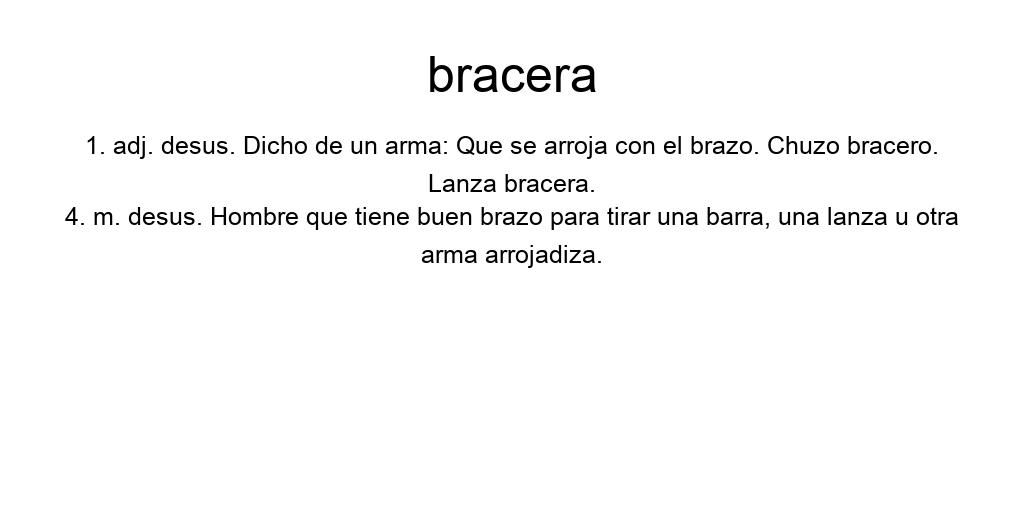 bracera
1. adj. desus. Dicho de un arma: Que se arroja con el brazo. Chuzo bracero.
Lanza bracera.
4. m. desus. Hombre que tiene buen brazo para tirar una barra, una lanza u otra
arma arrojadiza.